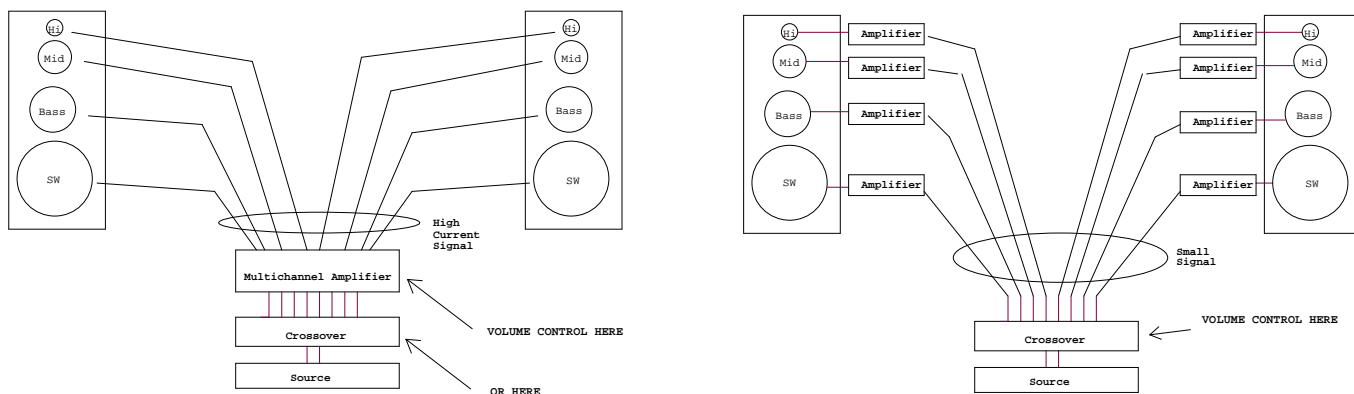 Hi
Mid
Bass
SW
Hi
Mid
Bass
SW
High
Current
Signal
Multichannel Amplifier
VOLUME CONTROL HERE
Crossover
Source
OR HERE
Hi
Amplifier
Amplifier
Hi
Mid
Amplifier
Amplifier
Mid
Bass
Amplifier
Amplifier
Bass
SW
Amplifier
Amplifier
SW
Small
Signal
VOLUME CONTROL HERE
Crossover
Source